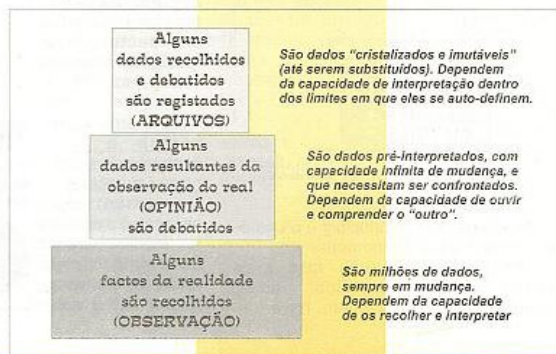 Alguns
dados recolhidos
e debatidos
são registados
(ARQUIVOS)
São dados “cristalizados e imutáveis”
(até serem substituídos). Dependem
da capacidade de interpretação dentro
dos limites em que eles se auto-definem.
Alguns
dados resultantes da
observação do real
(OPINIÃO)
são debatidos
São dados pré-interpretados, com
capacidade infinita de mudança, e
que necessitam ser confrontados.
Dependem da capacidade de ouvir
e comprender o “outro”.
Alguns
factos da realidade
são recolhidos
(OBSERVAÇÃO)
São milhões de dados,
sempre em mudança.
Dependem da capacidade
de os recolher e interpretar